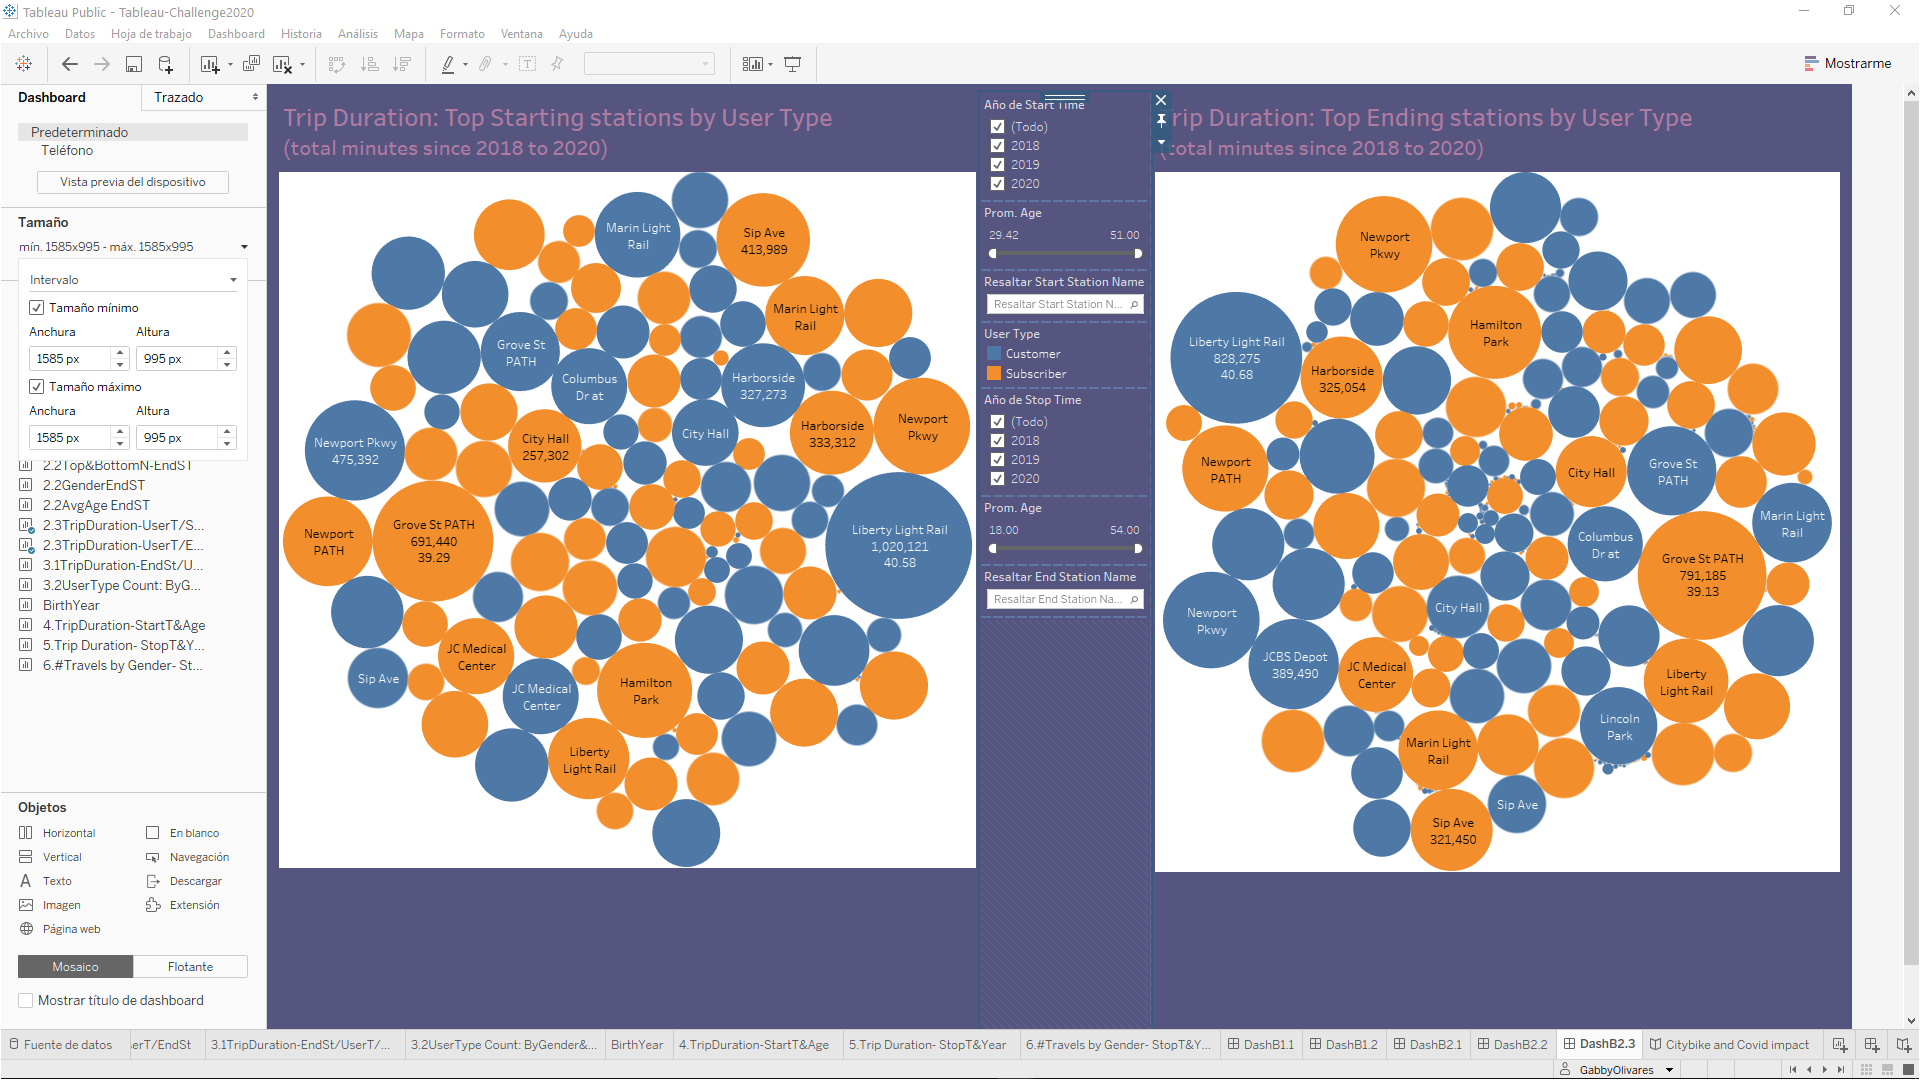 Tableau Public - Tableau-Challenge2020
Archivo Datos Hoja de trabajo Dashboard Historia Análisis Mapa Formato Ventana Ayuda
Mostrarme
Dashboard
Trazado
Predeterminado
Teléfono
Vista previa del dispositivo
Tamaño
mín. 1585x995 - máx. 1585x995
Intervalo
Tamaño mínimo
Anchura Altura
1585 px 995 px
Tamaño máximo
Anchura Altura
1585 px 995 px
2.2Top&BottomN-EndST
2.2GenderEndST
2.2AvgAge EndST
2.3TripDuration-UserT/S...
2.3TripDuration-UserT/E...
3.1TripDuration-EndSt/U...
3.2UserType Count: ByG...
BirthYear
4.TripDuration-StartT&Age
5.Trip Duration- StopT&Y...
6.#Travels by Gender- St...
Objetos
Horizontal En blanco
Vertical Navegación
Texto Descargar
Imagen Extensión
Página web
Mosaico Flotante
Mostrar título de dashboard
Trip Duration: Top Starting stations by User Type
(total minutes since 2018 to 2020)
Marin Light
Rail
Sip Ave
413,989
Marin Light
Rail
Grove St
PATH
Columbus
Dr at
Harborside
327,273
Newport Pkwy
475,392
City Hall
257,302
City Hall
Harborside
333,312
Newport
Pkwy
Newport
PATH
Grove St PATH
691,440
39.29
Liberty Light Rail
1,020,121
40.58
Sip Ave
JC Medical
Center
JC Medical
Center
Hamilton
Park
Liberty
Light Rail
Año de Start Time
(Todo)
2018
2019
2020
Prom. Age
29.42 51.00
Resaltar Start Station Name
Resaltar Start Station N...
User Type
Customer
Subscriber
Año de Stop Time
(Todo)
2018
2019
2020
Prom. Age
18.00 54.00
Resaltar End Station Name
Resaltar End Station Na...
rip Duration: Top Ending stations by User Type
(total minutes since 2018 to 2020)
Newport
Pkwy
Hamilton
Park
Liberty Light Rail
828,275
40.68
Harborside
325,054
Newport
PATH
City Hall
Grove St
PATH
Marin Light
Rail
Columbus
Dr at
Grove St PATH
791,185
39.13
Newport
Pkwy
City Hall
JCBS Depot
389,490
JC Medical
Center
Liberty
Light Rail
Lincoln
Park
Marin Light
Rail
Sip Ave
Sip Ave
321,450
Fuente de datos serT/EndSt 3.1TripDuration-EndSt/UserT/... 3.2UserType Count: ByGender&... BirthYear 4.TripDuration-StartT&Age 5.Trip Duration- StopT&Year 6.#Travels by Gender- StopT&Y... DashB1.1 DashB1.2 DashB2.1 DashB2.2 DashB2.3 Citybike and Covid impact
GabbyOlivares